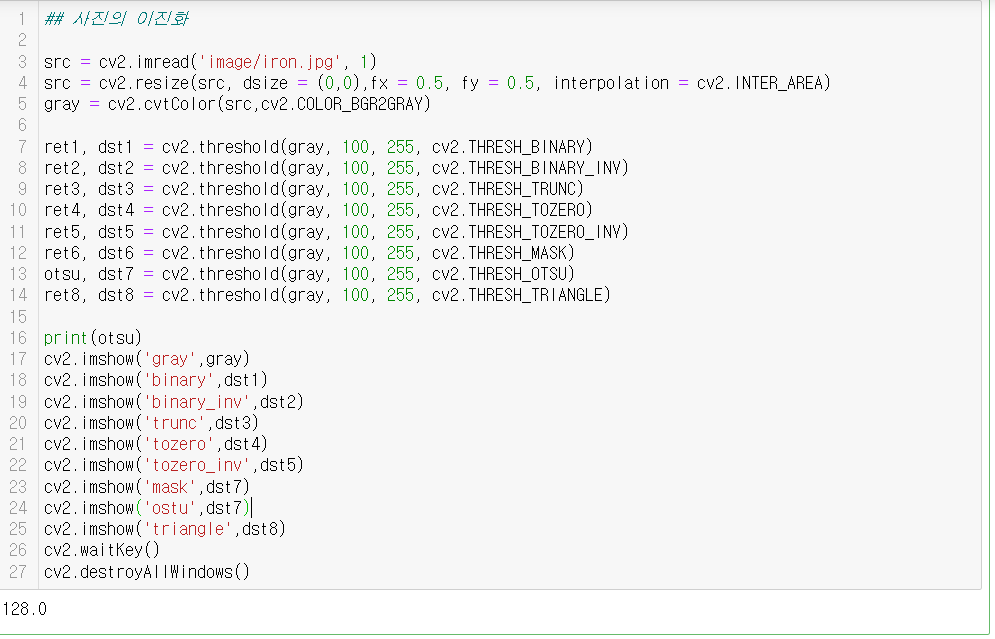 1 ## 사진의 이진화
2
3 src = cv2.imread('image/iron.jpg', 1)
4 src = cv2.resize(src, dsize = (0,0),fx = 0.5, fy = 0.5, interpolation = cv2.INTER_AREA)
5 gray = cv2.cvtColor(src,cv2.COLOR_BGR2GRAY)
6
7 ret1, dst1 = cv2.threshold(gray, 100, 255, cv2.THRESH_BINARY)
8 ret2, dst2 = cv2.threshold(gray, 100, 255, cv2.THRESH_BINARY_INV)
9 ret3, dst3 = cv2.threshold(gray, 100, 255, cv2.THRESH_TRUNC)
10 ret4, dst4 = cv2.threshold(gray, 100, 255, cv2.THRESH_TOZERO)
11 ret5, dst5 = cv2.threshold(gray, 100, 255, cv2.THRESH_TOZERO_INV)
12 ret6, dst6 = cv2.threshold(gray, 100, 255, cv2.THRESH_MASK)
13 otsu, dst7 = cv2.threshold(gray, 100, 255, cv2.THRESH_OTSU)
14 ret8, dst8 = cv2.threshold(gray, 100, 255, cv2.THRESH_TRIANGLE)
15
16 print(otsu)
17 cv2.imshow('gray',gray)
18 cv2.imshow('binary',dst1)
19 cv2.imshow('binary_inv',dst2)
20 cv2.imshow('trunc',dst3)
21 cv2.imshow('tozero',dst4)
22 cv2.imshow('tozero_inv',dst5)
23 cv2.imshow('mask',dst7)
24 cv2.imshow('ostu',dst7)
25 cv2.imshow('triangle',dst8)
26 cv2.waitKey()
27 cv2.destroyAllWindows()
128.0